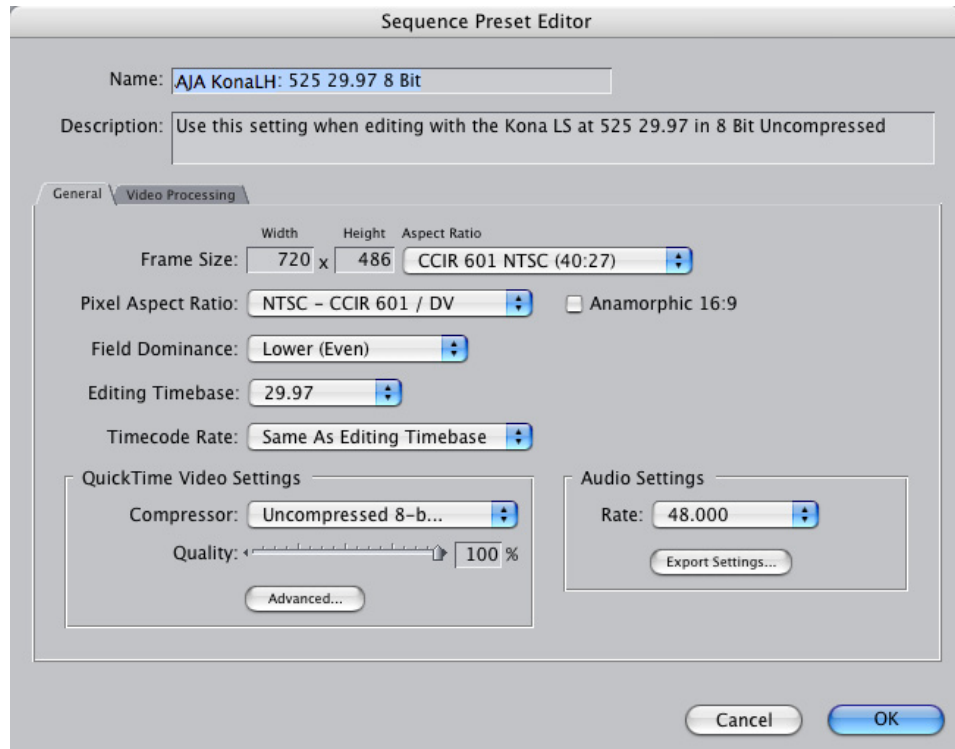 Sequence Preset Editor
Name: AJA KonaLH: 525 29.97 8 Bit
Description: Use this setting when editing with the Kona LS at 525 29.97 in 8 Bit Uncompressed
General Video Processing
Width Height Aspect Ratio
Frame Size: 720 x 486 CCIR 601 NTSC (40:27)
Pixel Aspect Ratio: NTSC – CCIR 601 / DV Anamorphic 16:9
Field Dominance: Lower (Even)
Editing Timebase: 29.97
Timecode Rate: Same As Editing Timebase
QuickTime Video Settings
Compressor: Uncompressed 8-b...
Quality: 100 %
Advanced...
Audio Settings
Rate: 48.000
Export Settings...
Cancel OK